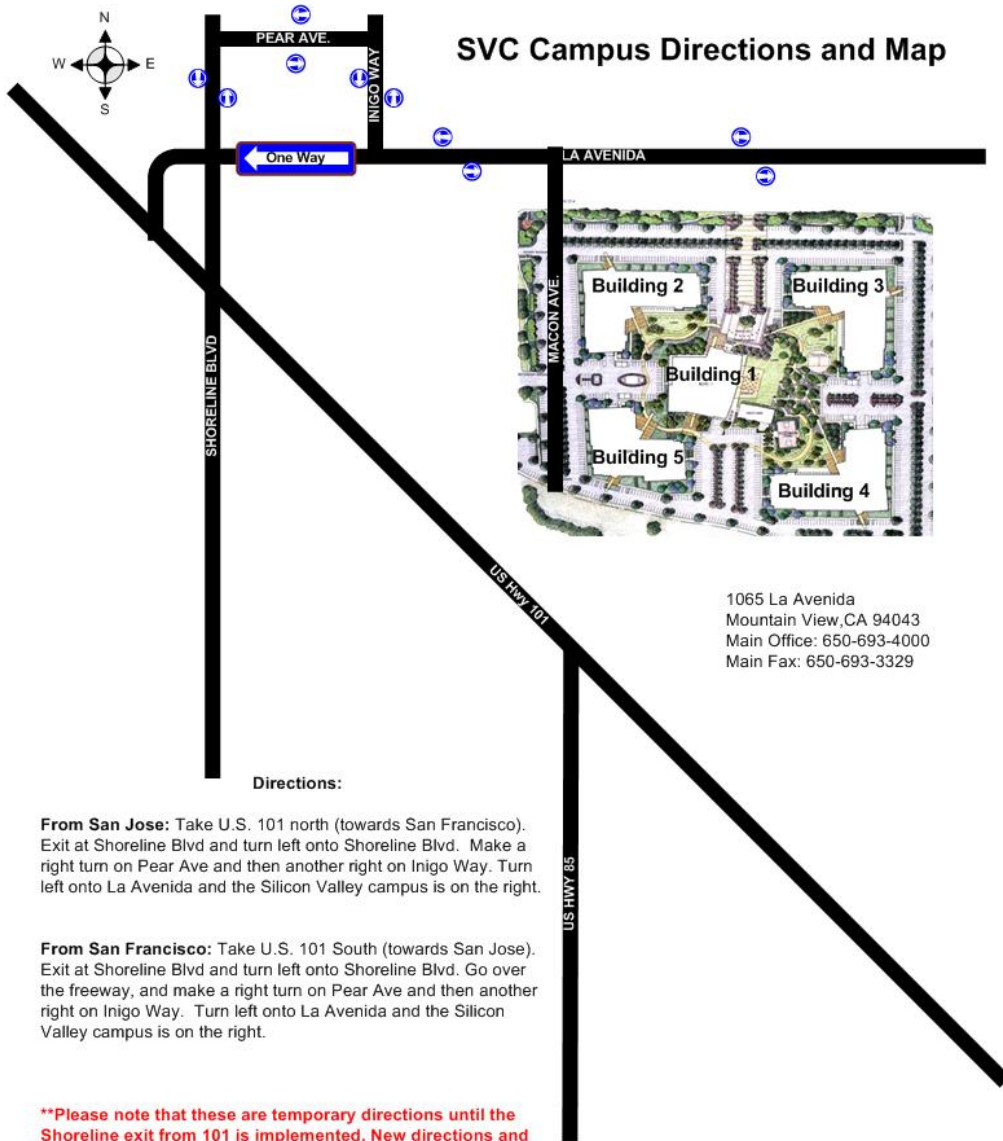 N
W E
S
SVC Campus Directions and Map
PEAR AVE.
INIGO WAY
One Way
LA AVENIDA
MACON AVE.
Building 2
Building 3
Building 1
Building 5
Building 4
SHORELINE BLVD
US Hwy 101
1065 La Avenida
Mountain View,CA 94043
Main Office: 650-693-4000
Main Fax: 650-693-3329
US HWY 85
Directions:
From San Jose: Take U.S. 101 north (towards San Francisco).
Exit at Shoreline Blvd and turn left onto Shoreline Blvd. Make a
right turn on Pear Ave and then another right on Inigo Way. Turn
left onto La Avenida and the Silicon Valley campus is on the right.
From San Francisco: Take U.S. 101 South (towards San Jose).
Exit at Shoreline Blvd and turn left onto Shoreline Blvd. Go over
the freeway, and make a right turn on Pear Ave and then another
right on Inigo Way. Turn left onto La Avenida and the Silicon
Valley campus is on the right.
**Please note that these are temporary directions until the
Shoreline exit from 101 is implemented. New directions and